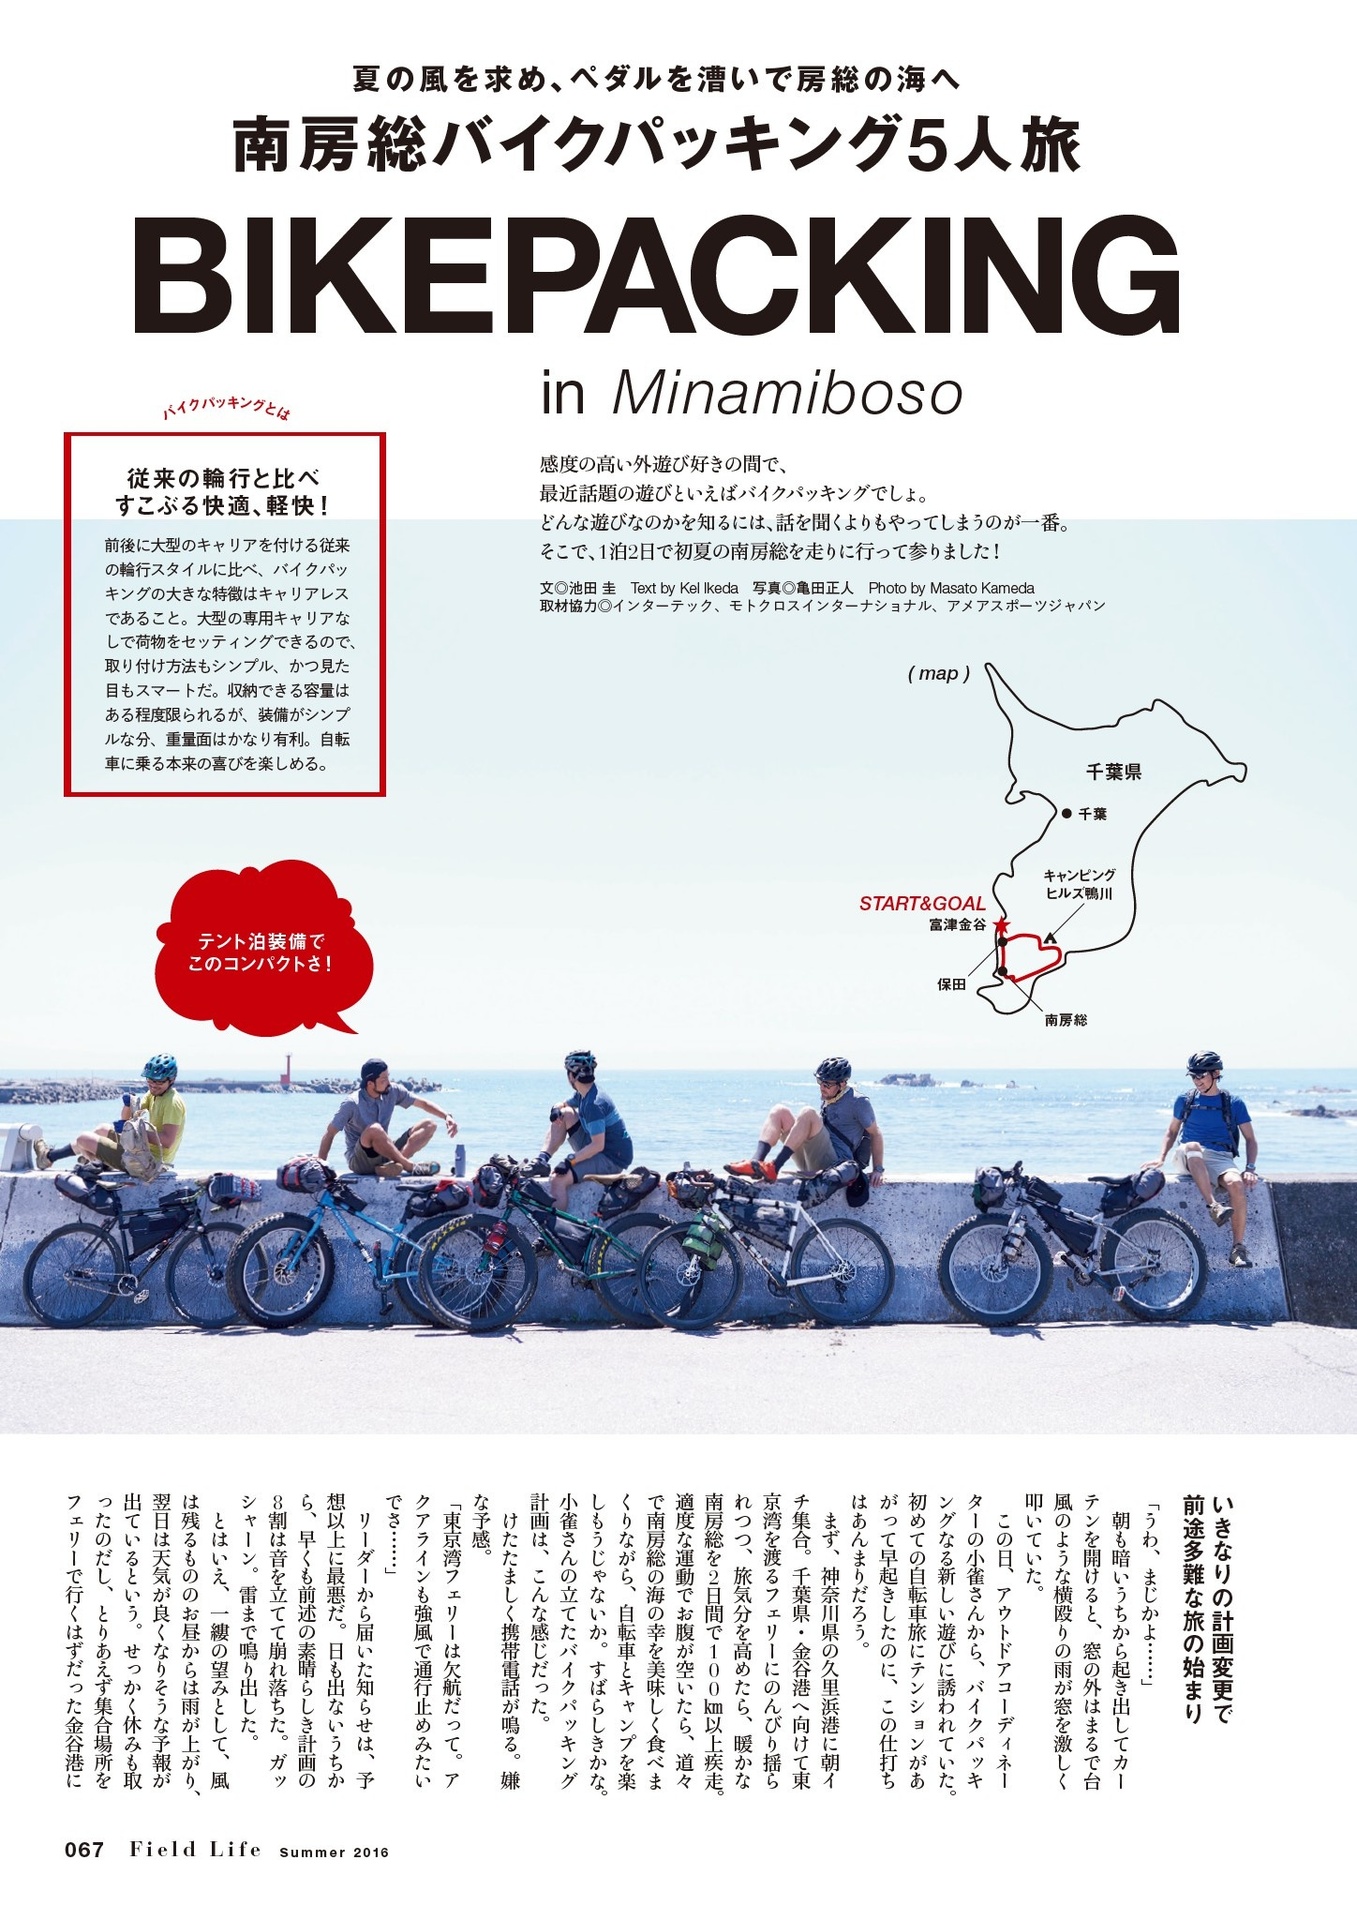 夏の風を求め、ペダルを漕いで房総の海へ
南房総バイクパッキング5人旅
BIKEPACKING
in Minamiboso
感度の高い外遊び好きの間で、
最近話題の遊びといえばバイクパッキングでしょ。
どんな遊びなのかを知るには、話を聞くよりもやってしまうのが一番。
そこで、1泊2日で初夏の南房総を走りに行って参りました！
文◎池田 圭　Text by Kei Ikeda　写真◎亀田正人　Photo by Masato Kameda
取材協力◎インターテック、モトクロスインターナショナル、アメアスポーツジャパン
バイクパッキングとは
従来の輪行と比べ
すこぶる快適、軽快！
前後に大型のキャリアを付ける従来
の輪行スタイルに比べ、バイクパッ
キングの大きな特徴はキャリアレス
であること。大型の専用キャリアな
しで荷物をセッティングできるので、
取り付け方法もシンプル、かつ見た
目もスマートだ。収納できる容量は
ある程度限られるが、装備がシンプ
ルな分、重量面はかなり有利。自転
車に乗る本来の喜びを楽しめる。
( map )
千葉県
千葉
キャンピング
ヒルズ鴨川
START&GOAL
富津金谷
保田
南房総
テント泊装備で
このコンパクトさ！
いきなりの計画変更で
前途多難な旅の始まり
「うわ、まじかよ……」
朝も暗いうちから起き出してカー
テンを開けると、窓の外はまるで台
風のような横殴りの雨が窓を激しく
叩いていた。
この日、アウトドアコーディネー
ターの小雀さんから、バイクパッキ
ングなる新しい遊びに誘われていた。
初めての自転車旅にテンションがあ
がって早起きしたのに、この仕打ち
はあんまりだろう。
まず、神奈川県の久里浜港に朝イ
チ集合。千葉県・金谷港へ向けて東
京湾を渡るフェリーにのんびり揺ら
れつつ、旅気分を高めたら、暖かな
南房総を2日間で100㎞以上疾走。
適度な運動でお腹が空いたら、道々
で南房総の海の幸を美味しく食べま
くりながら、自転車とキャンプを楽
しもうじゃないか。すばらしきかな。
小雀さんの立てたバイクパッキング
計画は、こんな感じだった。
けたたましく携帯電話が鳴る。嫌
な予感。
「東京湾フェリーは欠航だって。ア
クアラインも強風で通行止めみたい
でさ……」
リーダーから届いた知らせは、予
想以上に最悪だ。日も出ないうちか
ら、早くも前述の素晴らしき計画の
8割は音を立てて崩れ落ちた。ガッ
シャーン。雷まで鳴り出した。
とはいえ、一縷の望みとして、風
は残るもののお昼からは雨が上がり、
翌日は天気が良くなりそうな予報が
出ているという。せっかく休みも取
ったのだし、とりあえず集合場所を
フェリーで行くはずだった金谷港に
067 Field Life Summer 2016